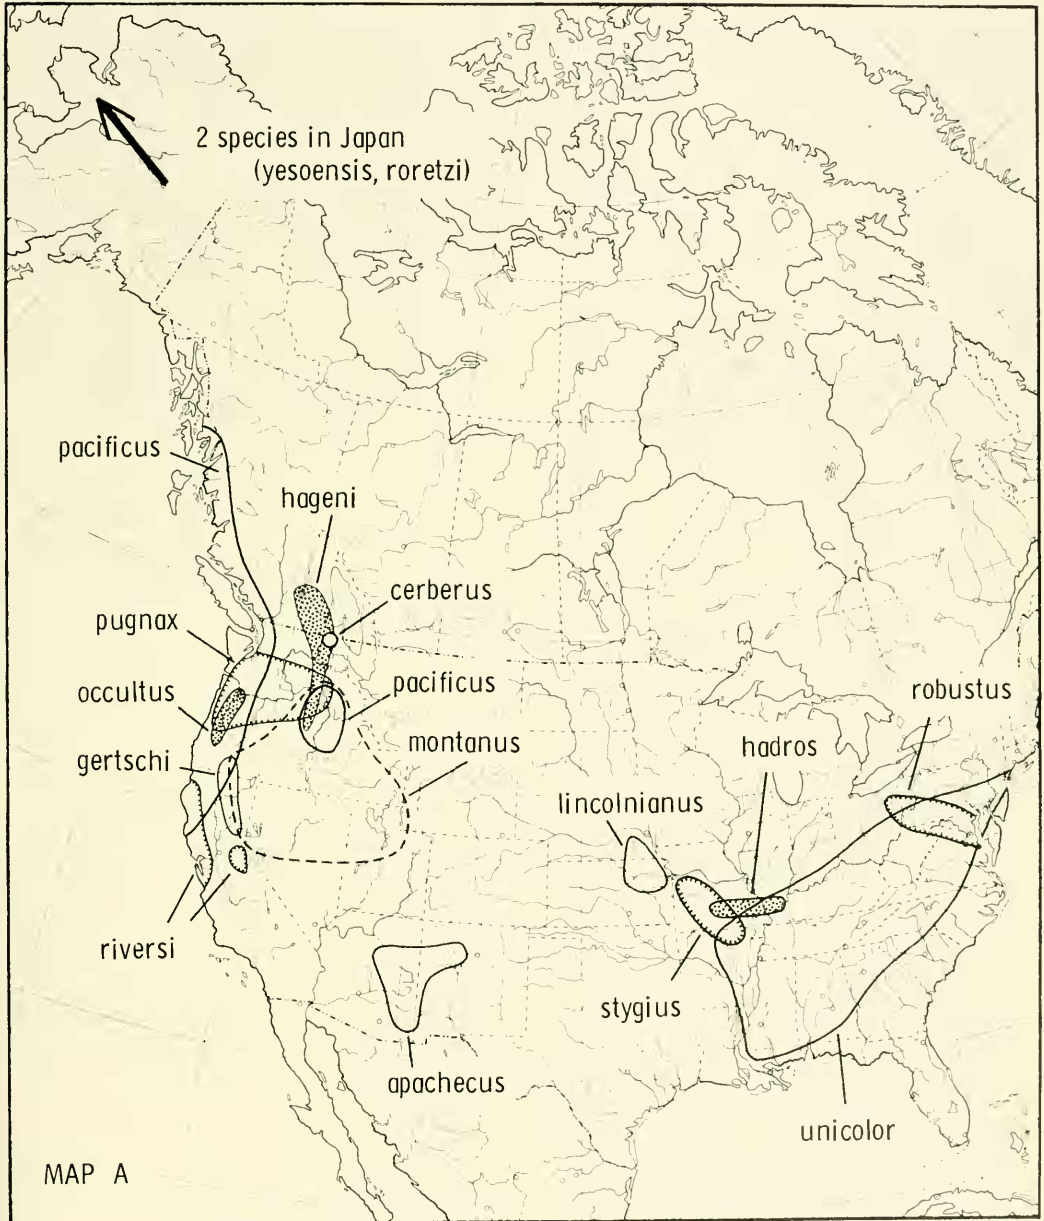 2 species in Japan
(yesoensis, roretzi)
pacificus
hageni
cerberus
pugnax
pacificus
occultus
robustus
montanus
hadros
gertschi
lincolnianus
riversi
stygius
apachecus
unicolor
MAP A